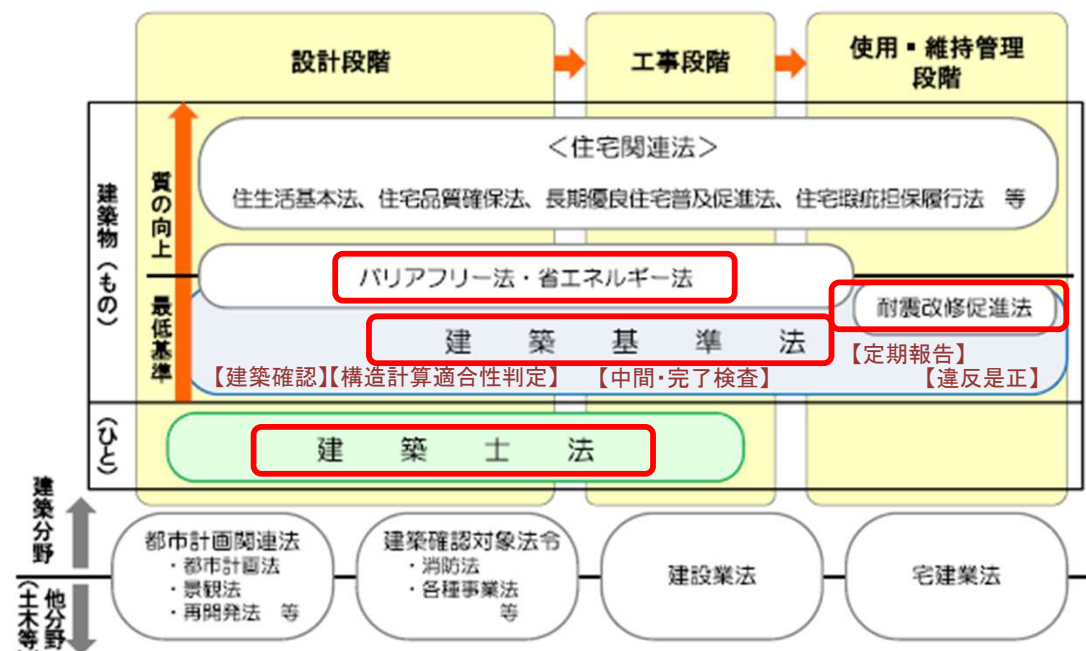 設計段階
工事段階
使用・維持管理
段階
建築物（もの）
質の向上
最低基準
＜住宅関連法＞
住生活基本法、住宅品質確保法、長期優良住宅普及促進法、住宅瑕疵担保履行法　等
バリアフリー法・省エネルギー法
耐震改修促進法
建築基準法
【建築確認】【構造計算適合性判定】
【中間・完了検査】
【定期報告】
【違反是正】
（ひと）
建築士法
建築分野
他分野
（土木等）
都市計画関連法
・都市計画法
・景観法
・再開発法　等
建築確認対象法令
・消防法
・各種事業法
等
建設業法
宅建業法